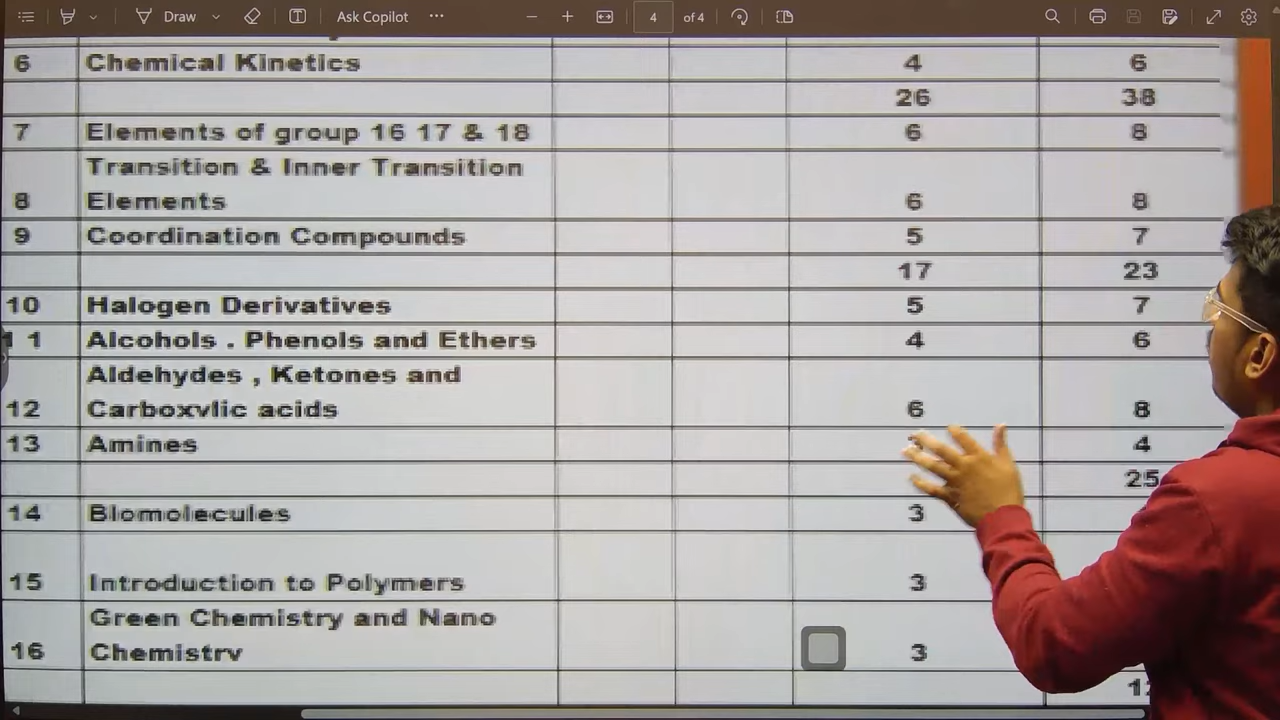 Draw
Ask Copilot
4 of 4
6 Chemical Kinetics 4 6
26 38
7 Elements of group 16 17 & 18 6 8
Transition & Inner Transition
8 Elements 6 8
9 Coordination Compounds 5 7
17 23
10 Halogen Derivatives 5 7
1 1 Alcohols . Phenols and Ethers 4 6
Aldehydes , Ketones and
12 Carboxvlic acids 6 8
13 Amines 4
25
14 Biomolecules 3
15 Introduction to Polymers 3
Green Chemistry and Nano
16 Chemistrv 3